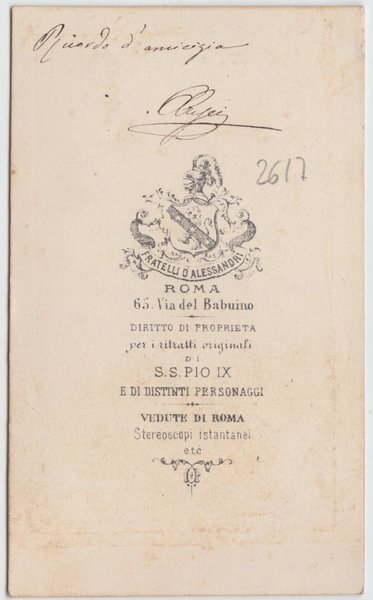 Ricordo d'amicizia
2617
FRATELLI D'ALESSANDRI
ROMA
65. Via del Babuino
DIRITTO DI PROPRIETA
per i ritratti originali
DI
S.S. PIO IX
E DI DISTINTI PERSONAGGI
VEDUTE DI ROMA
Stereoscopi istantanei
etc